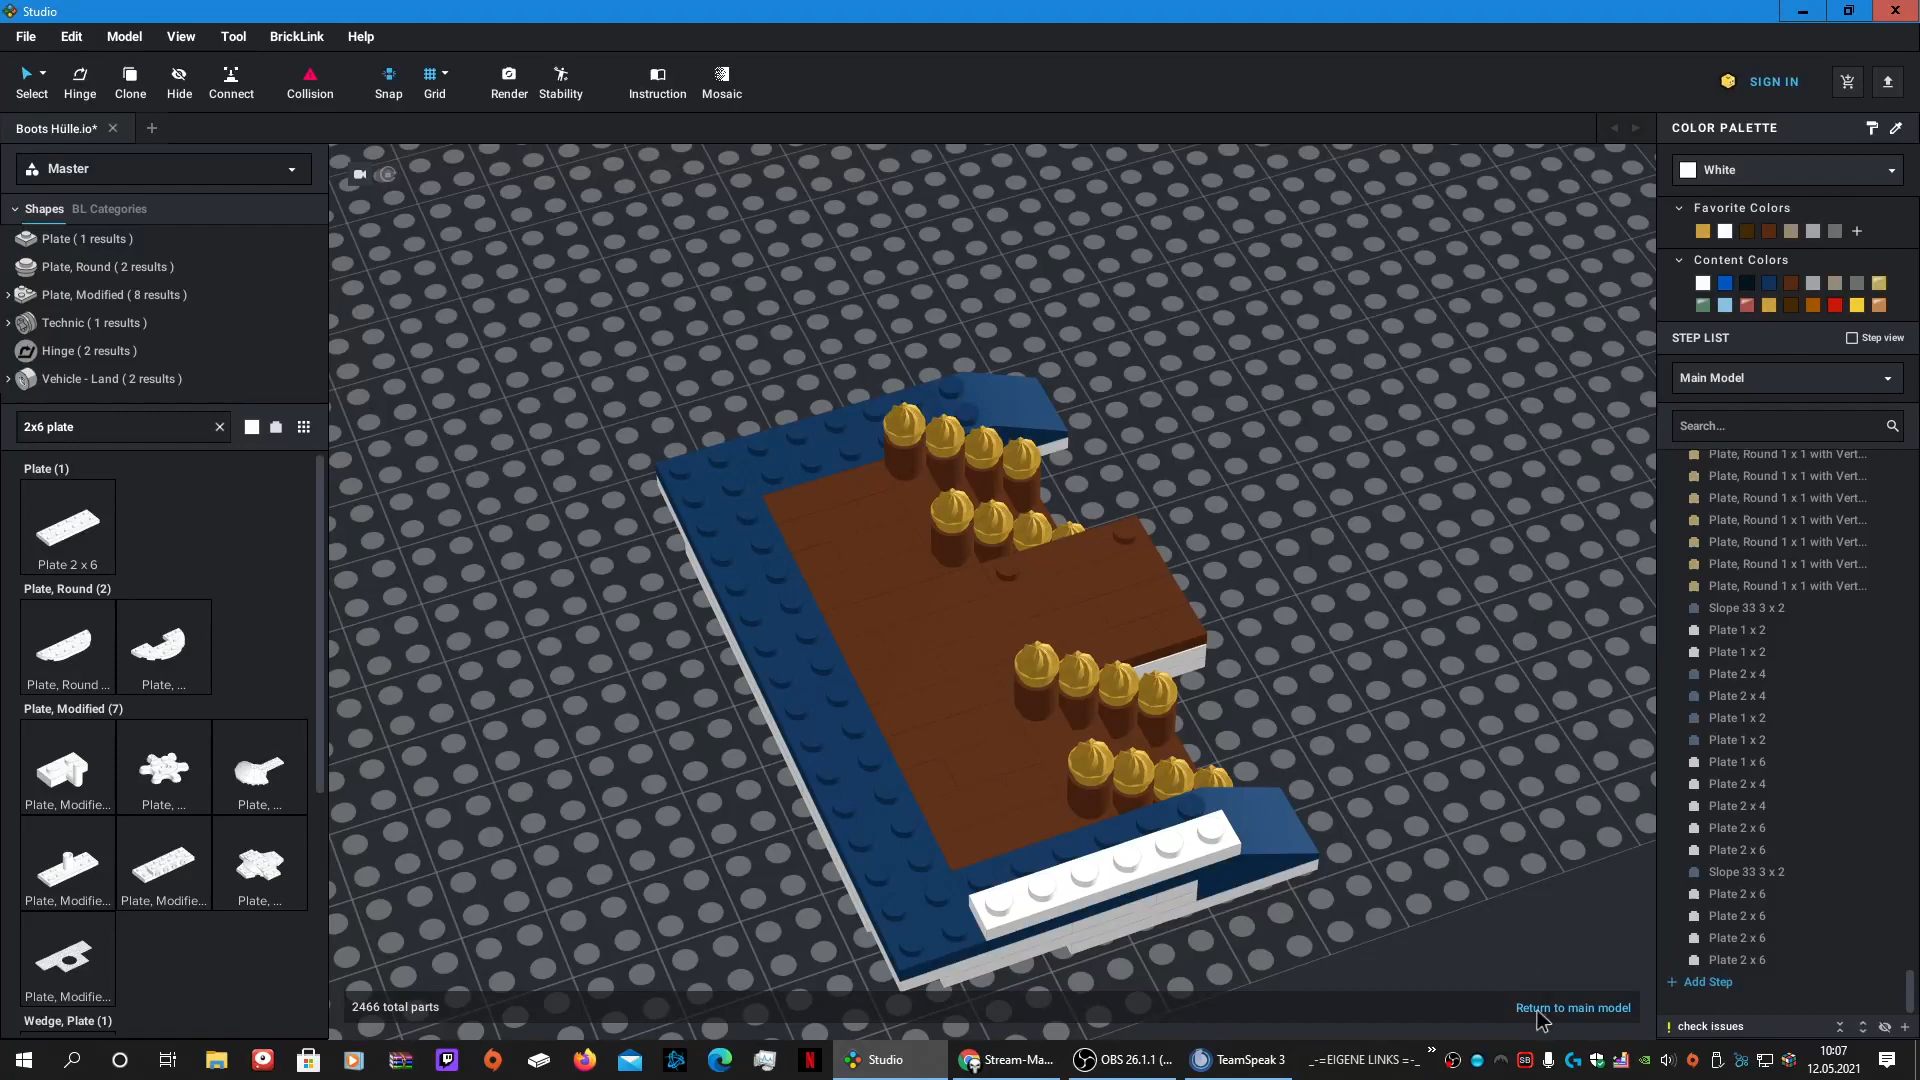 Studio
File Edit Model View Tool BrickLink Help
Select Hinge Clone Hide Connect Collision Snap Grid Render Stability Instruction Mosaic
SIGN IN
Boots Hülle.io*
COLOR PALETTE
Master
White
Shapes BL Categories
Favorite Colors
Plate ( 1 results )
Plate, Round ( 2 results )
Content Colors
Plate, Modified ( 8 results )
Technic ( 1 results )
STEP LIST
Step view
Hinge ( 2 results )
Vehicle - Land ( 2 results )
Main Model
2x6 plate
Search...
Plate (1)
Plate 2 x 6
Plate, Round (2)
Plate, Round ...
Plate, ...
Plate, Modified (7)
Plate, Modifie...
Plate, ...
Plate, ...
Plate, Modifie...
Plate, Modifie...
Plate, ...
Plate, Modifie...
Wedge, Plate (1)
Plate, Round 1 x 1 with Vert...
Plate, Round 1 x 1 with Vert...
Plate, Round 1 x 1 with Vert...
Plate, Round 1 x 1 with Vert...
Plate, Round 1 x 1 with Vert...
Plate, Round 1 x 1 with Vert...
Plate, Round 1 x 1 with Vert...
Slope 33 3 x 2
Plate 1 x 2
Plate 1 x 2
Plate 2 x 4
Plate 2 x 4
Plate 1 x 2
Plate 1 x 2
Plate 1 x 6
Plate 2 x 4
Plate 2 x 4
Plate 2 x 6
Plate 2 x 6
Slope 33 3 x 2
Plate 2 x 6
Plate 2 x 6
Plate 2 x 6
Plate 2 x 6
Add Step
2466 total parts
Return to main model
check issues
Studio
Stream-Ma...
OBS 26.1.1 (...
TeamSpeak 3
_-=EIGENE LINKS =-_
10:07
12.05.2021